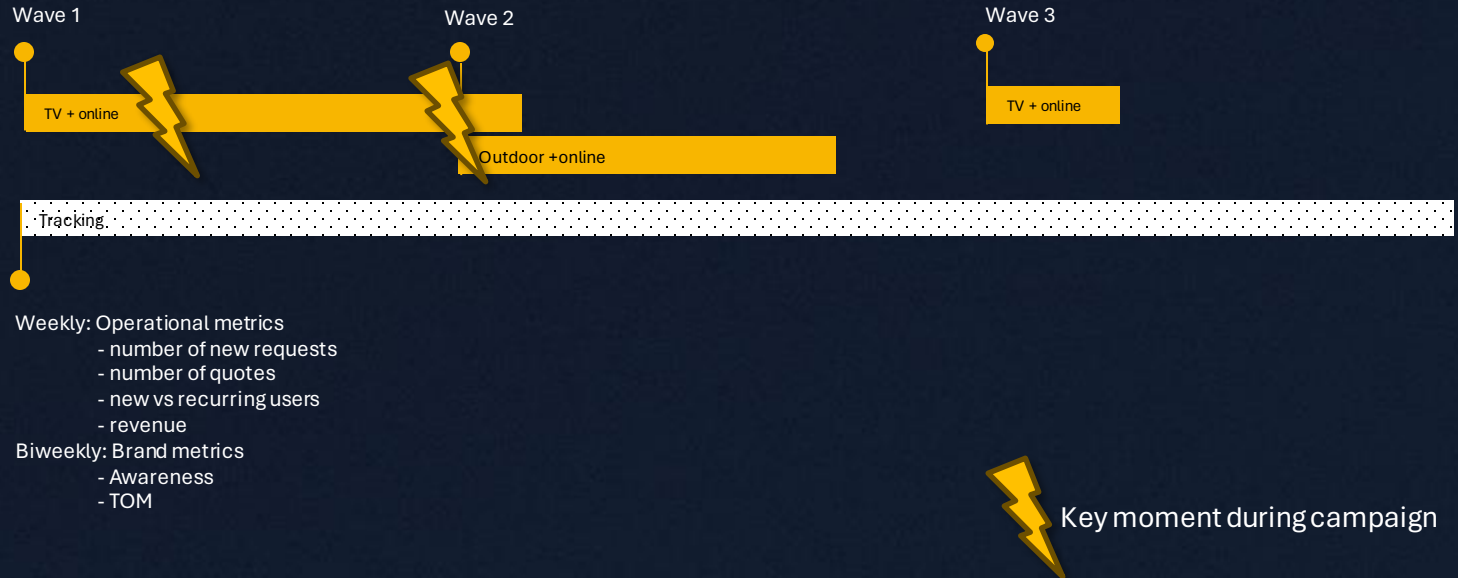 Wave 1
Wave 2
Wave 3
TV + online
TV + online
Outdoor +online
Tracking
Weekly: Operational metrics
- number of new requests
- number of quotes
- new vs recurring users
- revenue
Biweekly: Brand metrics
- Awareness
- TOM
Key moment during campaign